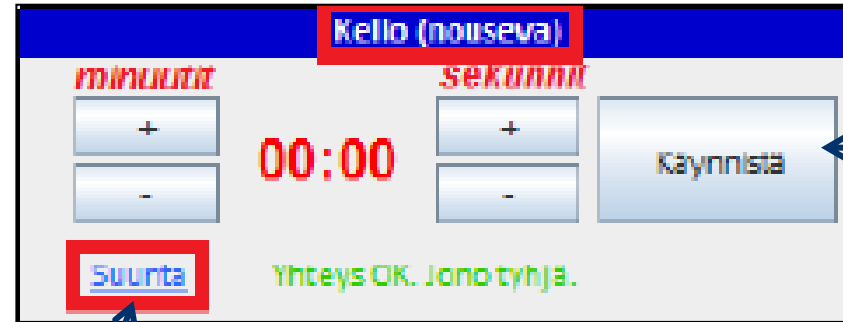 Kello (nouseva)
minuutit sekunnit
+ +
00:00 Käynnistä
- -
Suunta Yhteys OK. Jono tyhjä.